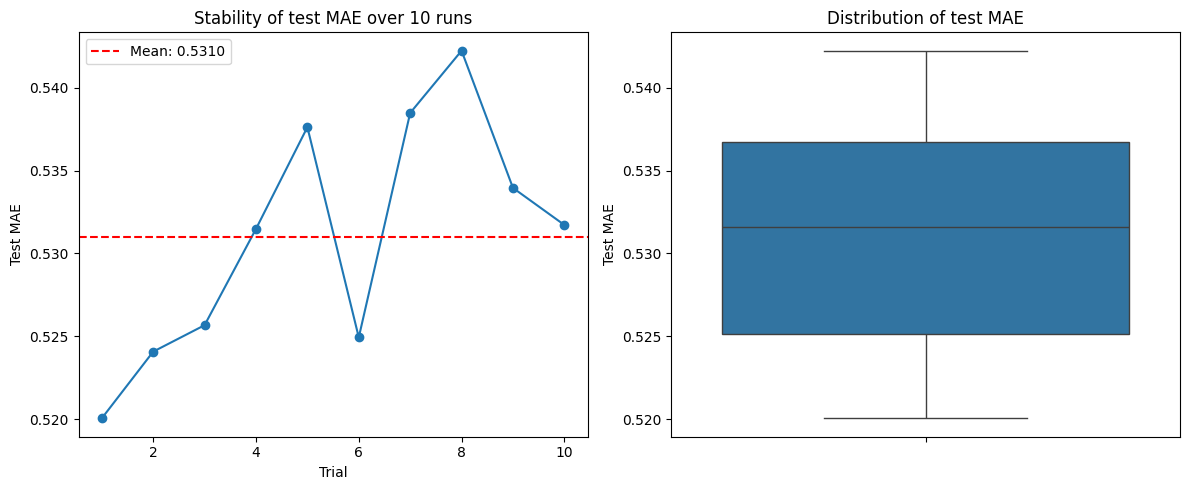 Stability of test MAE over 10 runs
Mean: 0.5310
0.540
0.535
0.530
0.525
0.520
Test MAE
2
4
6
8
10
Trial
Distribution of test MAE
0.540
0.535
0.530
0.525
0.520
Test MAE